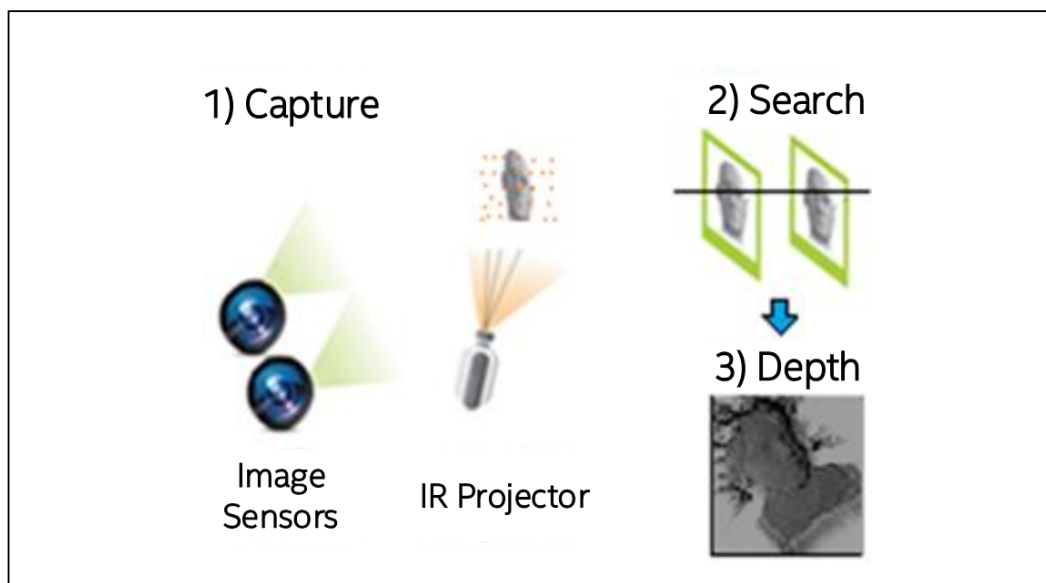 1) Capture
Image
Sensors
IR Projector
2) Search
3) Depth